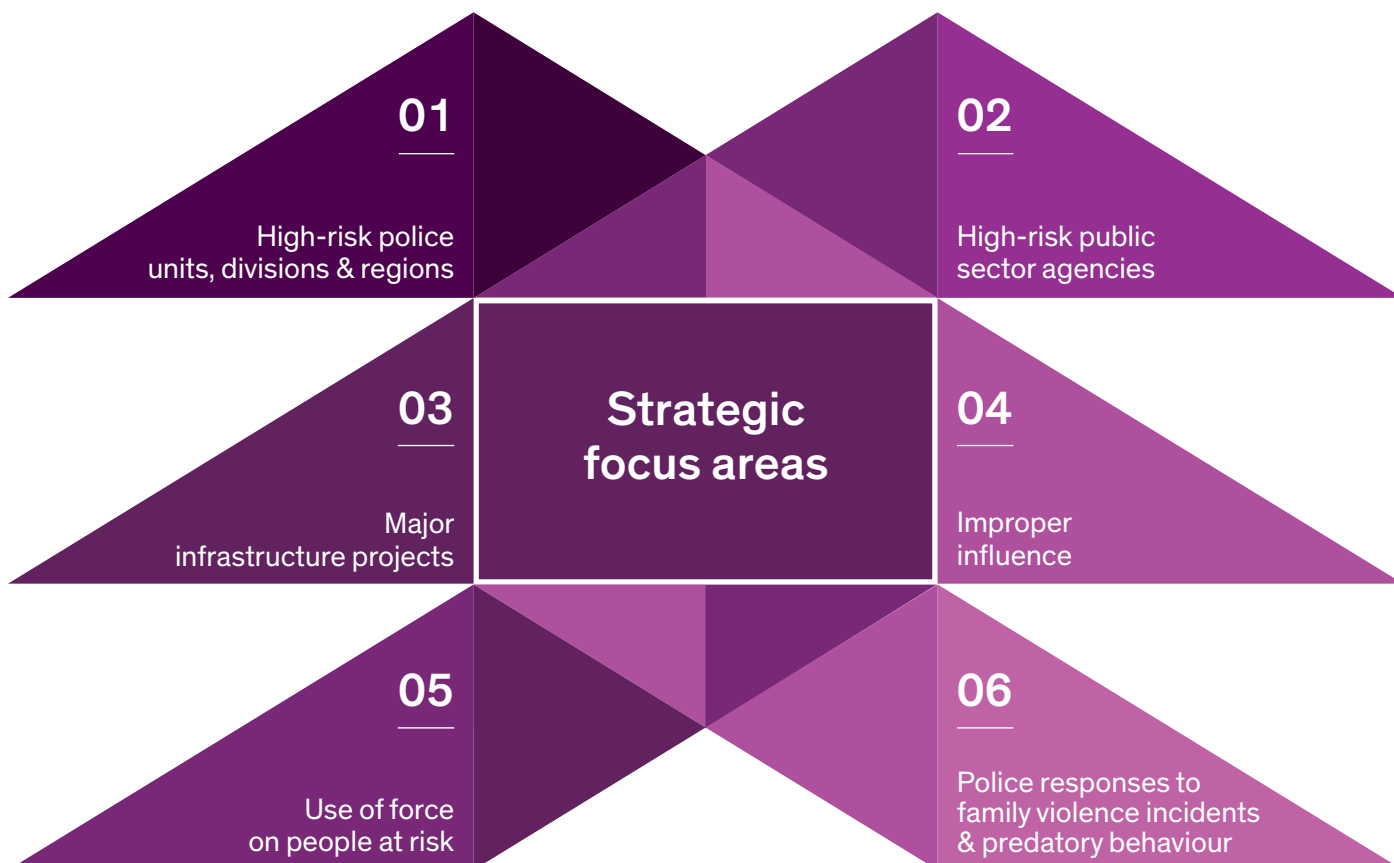 01
High-risk police
units, divisions & regions
02
High-risk public
sector agencies
03
Major
infrastructure projects
Strategic
focus areas
04
Improper
influence
05
Use of force
on people at risk
06
Police responses to
family violence incidents
& predatory behaviour